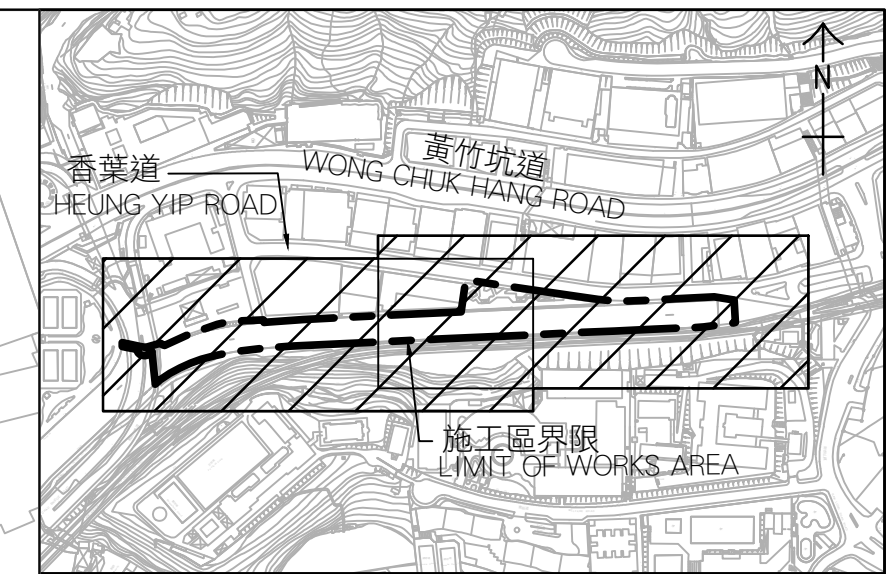 N
黃竹坑道
WONG CHUK HANG ROAD
香葉道
HEUNG YIP ROAD
施工區界限
LIMIT OF WORKS AREA